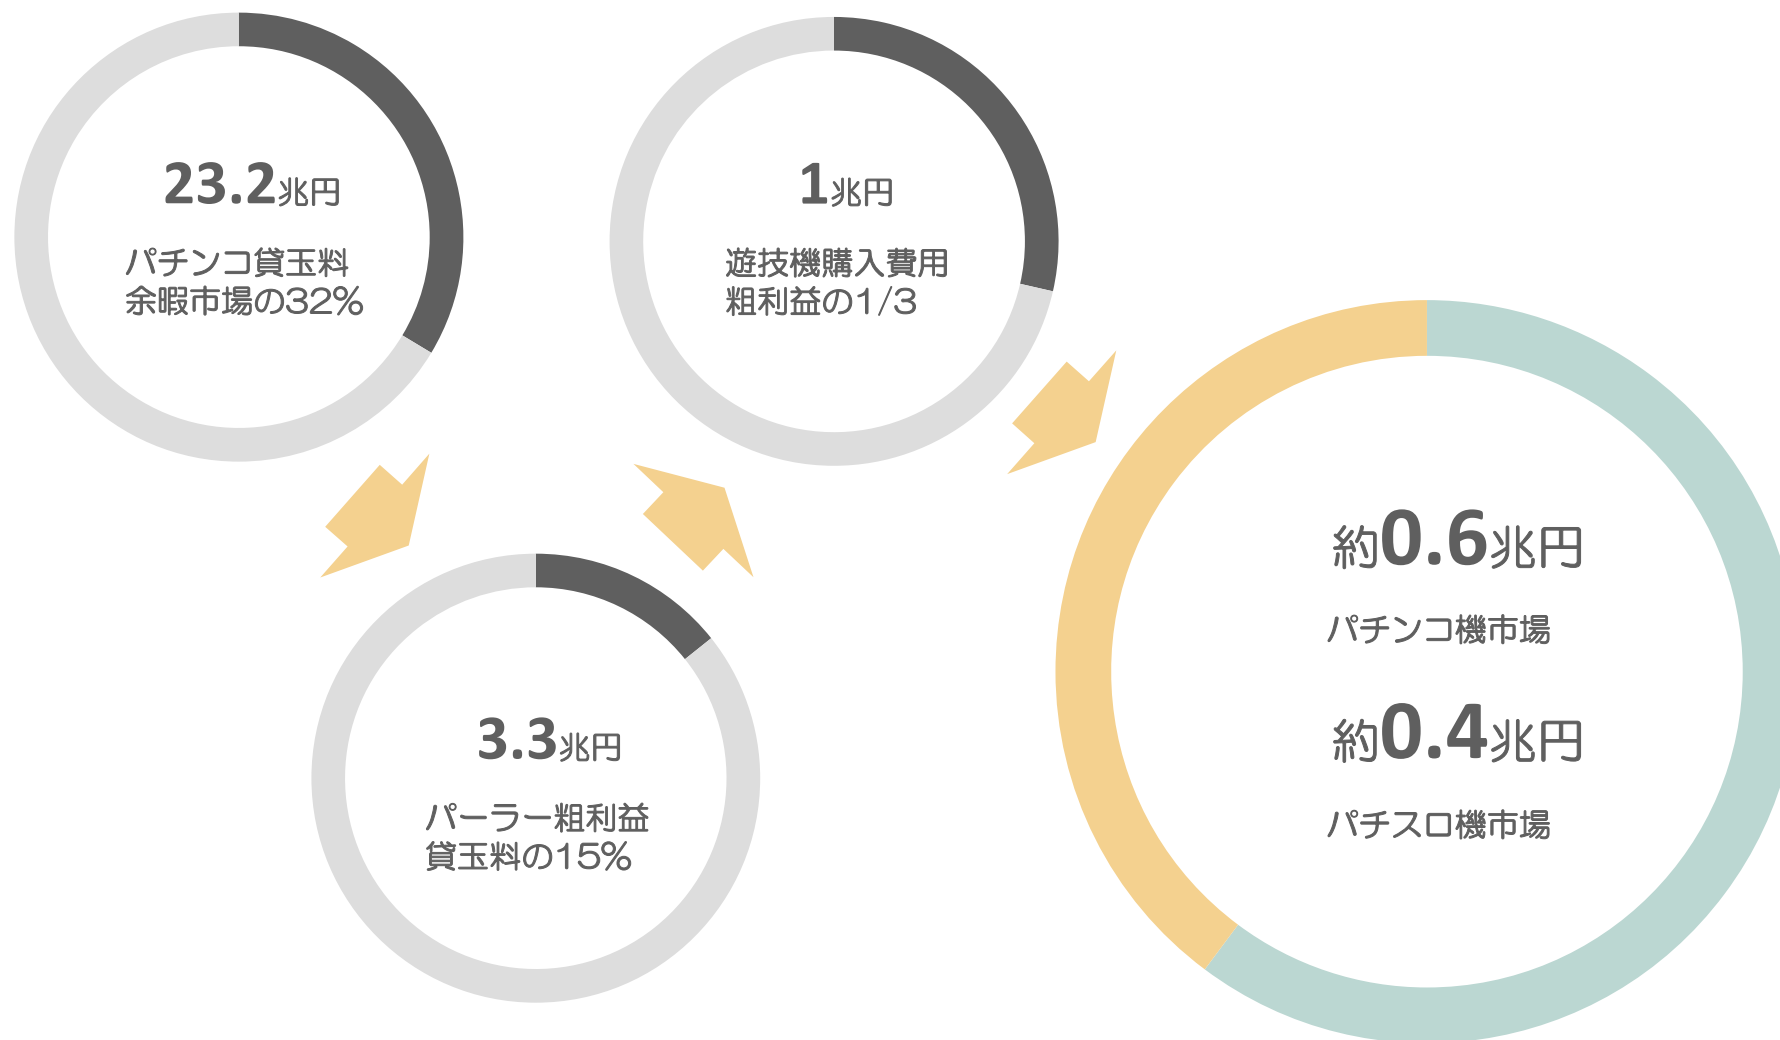 23.2兆円
パチンコ貸玉料
余暇市場の32%
3.3兆円
パーラー粗利益
貸玉料の15%
1兆円
遊技機購入費用
粗利益の1/3
約0.6兆円
パチンコ機市場
約0.4兆円
パチスロ機市場